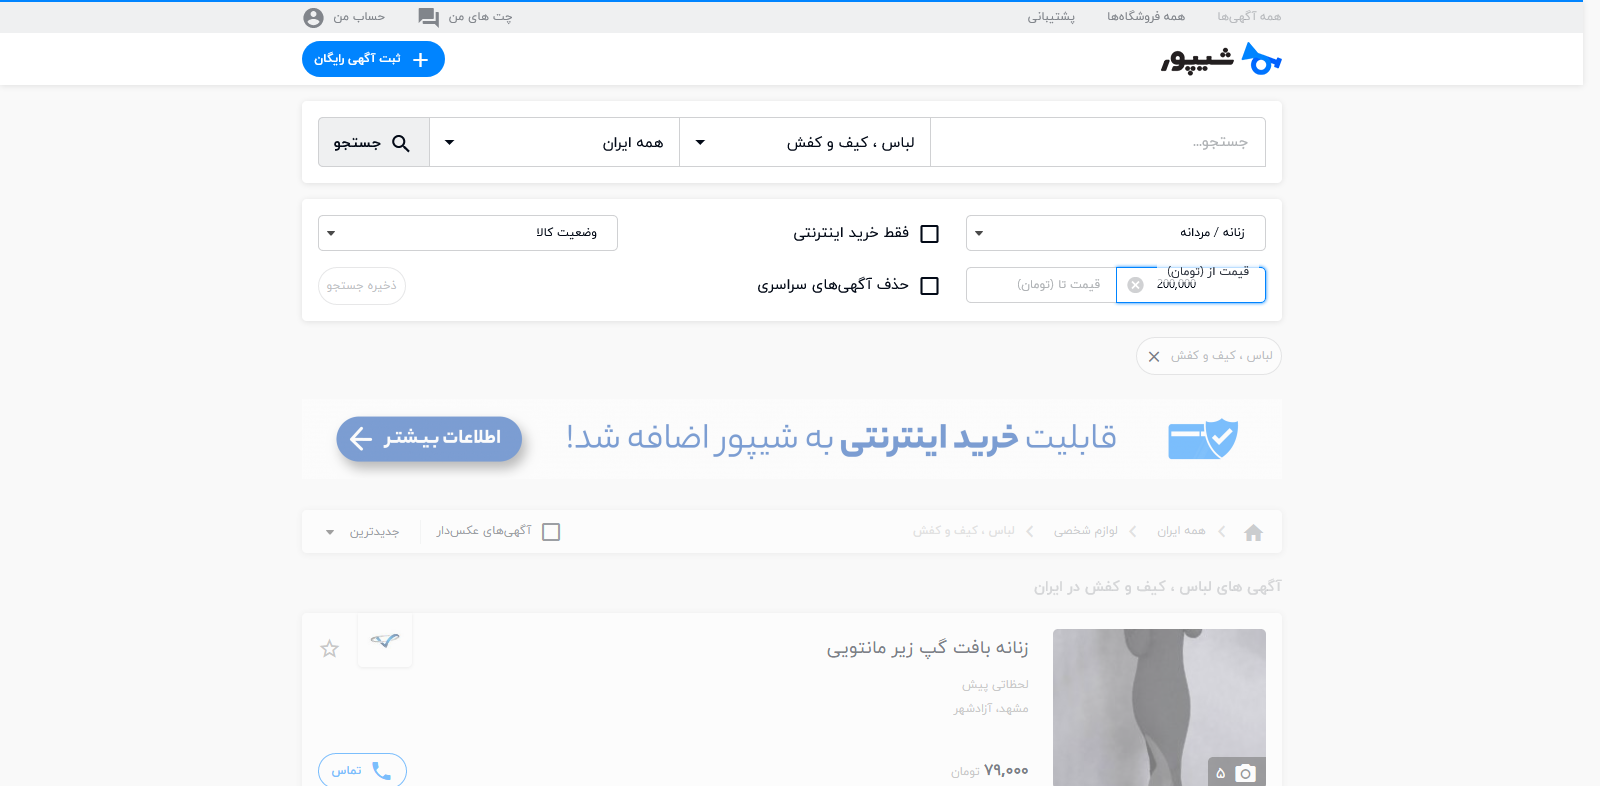 همه آگهی‌ها همه فروشگاه‌ها پشتیبانی چت های من حساب من
شیپور ثبت آگهی رایگان
جستجو... لباس ، کیف و کفش همه ایران جستجو
زنانه / مردانه فقط خرید اینترنتی وضعیت کالا
قیمت از (تومان)
200,000 قیمت تا (تومان) حذف آگهی‌های سراسری ذخیره جستجو
لباس ، کیف و کفش
قابلیت خرید اینترنتی به شیپور اضافه شد! اطلاعات بیـشتـر
همه ایران لوازم شخصی لباس ، کیف و کفش آگهی‌های عکس‌دار جدیدترین
آگهی های لباس ، کیف و کفش در ایران
زنانه بافت گپ زیر مانتویی
لحظاتی پیش
مشهد، آزادشهر
۷۹,۰۰۰ تومان تماس
۵